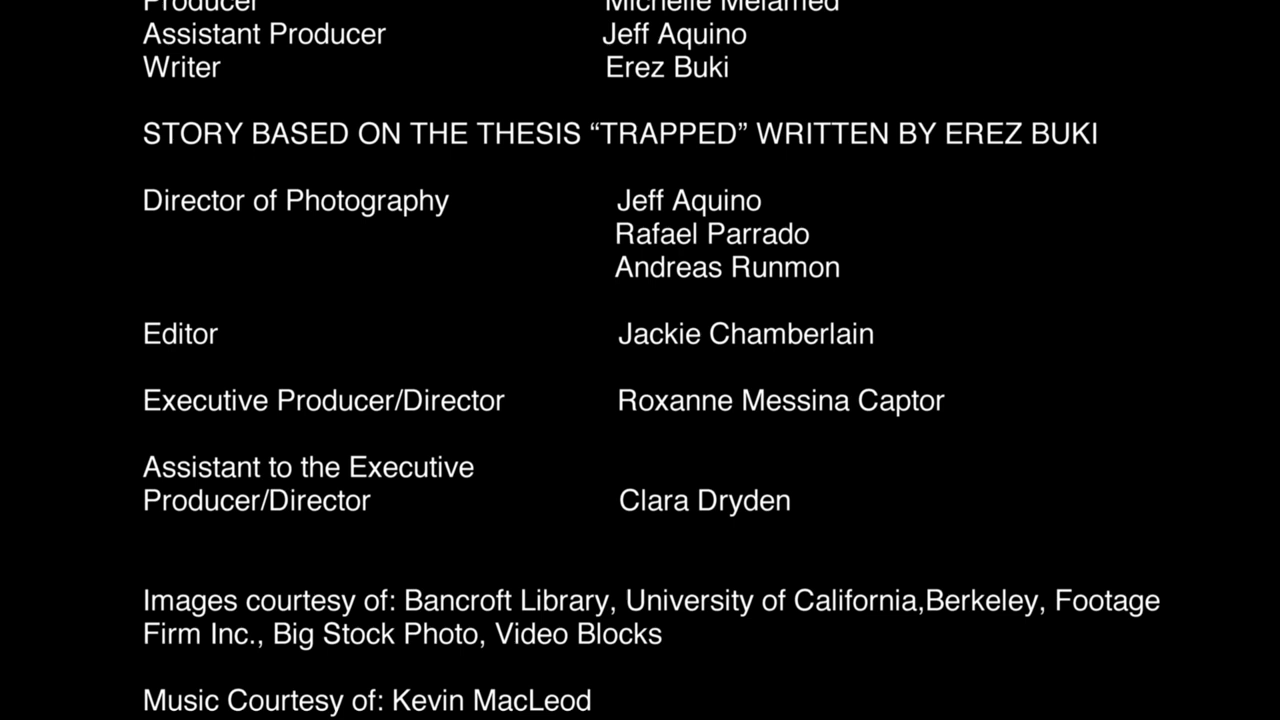 Producer Michelle Melamed
Assistant Producer Jeff Aquino
Writer Erez Buki
STORY BASED ON THE THESIS “TRAPPED” WRITTEN BY EREZ BUKI
Director of Photography Jeff Aquino
Rafael Parrado
Andreas Runmon
Editor Jackie Chamberlain
Executive Producer/Director Roxanne Messina Captor
Assistant to the Executive
Producer/Director Clara Dryden
Images courtesy of: Bancroft Library, University of California,Berkeley, Footage
Firm Inc., Big Stock Photo, Video Blocks
Music Courtesy of: Kevin MacLeod